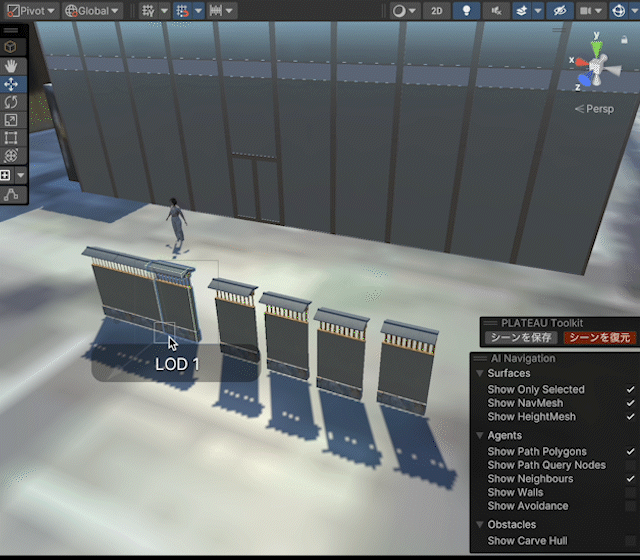 Pivot
Global
2D
y
x
z
Persp
LOD 1
PLATEAU Toolkit
シーンを保存
シーンを復元
AI Navigation
Surfaces
Show Only Selected
Show NavMesh
Show HeightMesh
Agents
Show Path Polygons
Show Path Query Nodes
Show Neighbours
Show Walls
Show Avoidance
Obstacles
Show Carve Hull